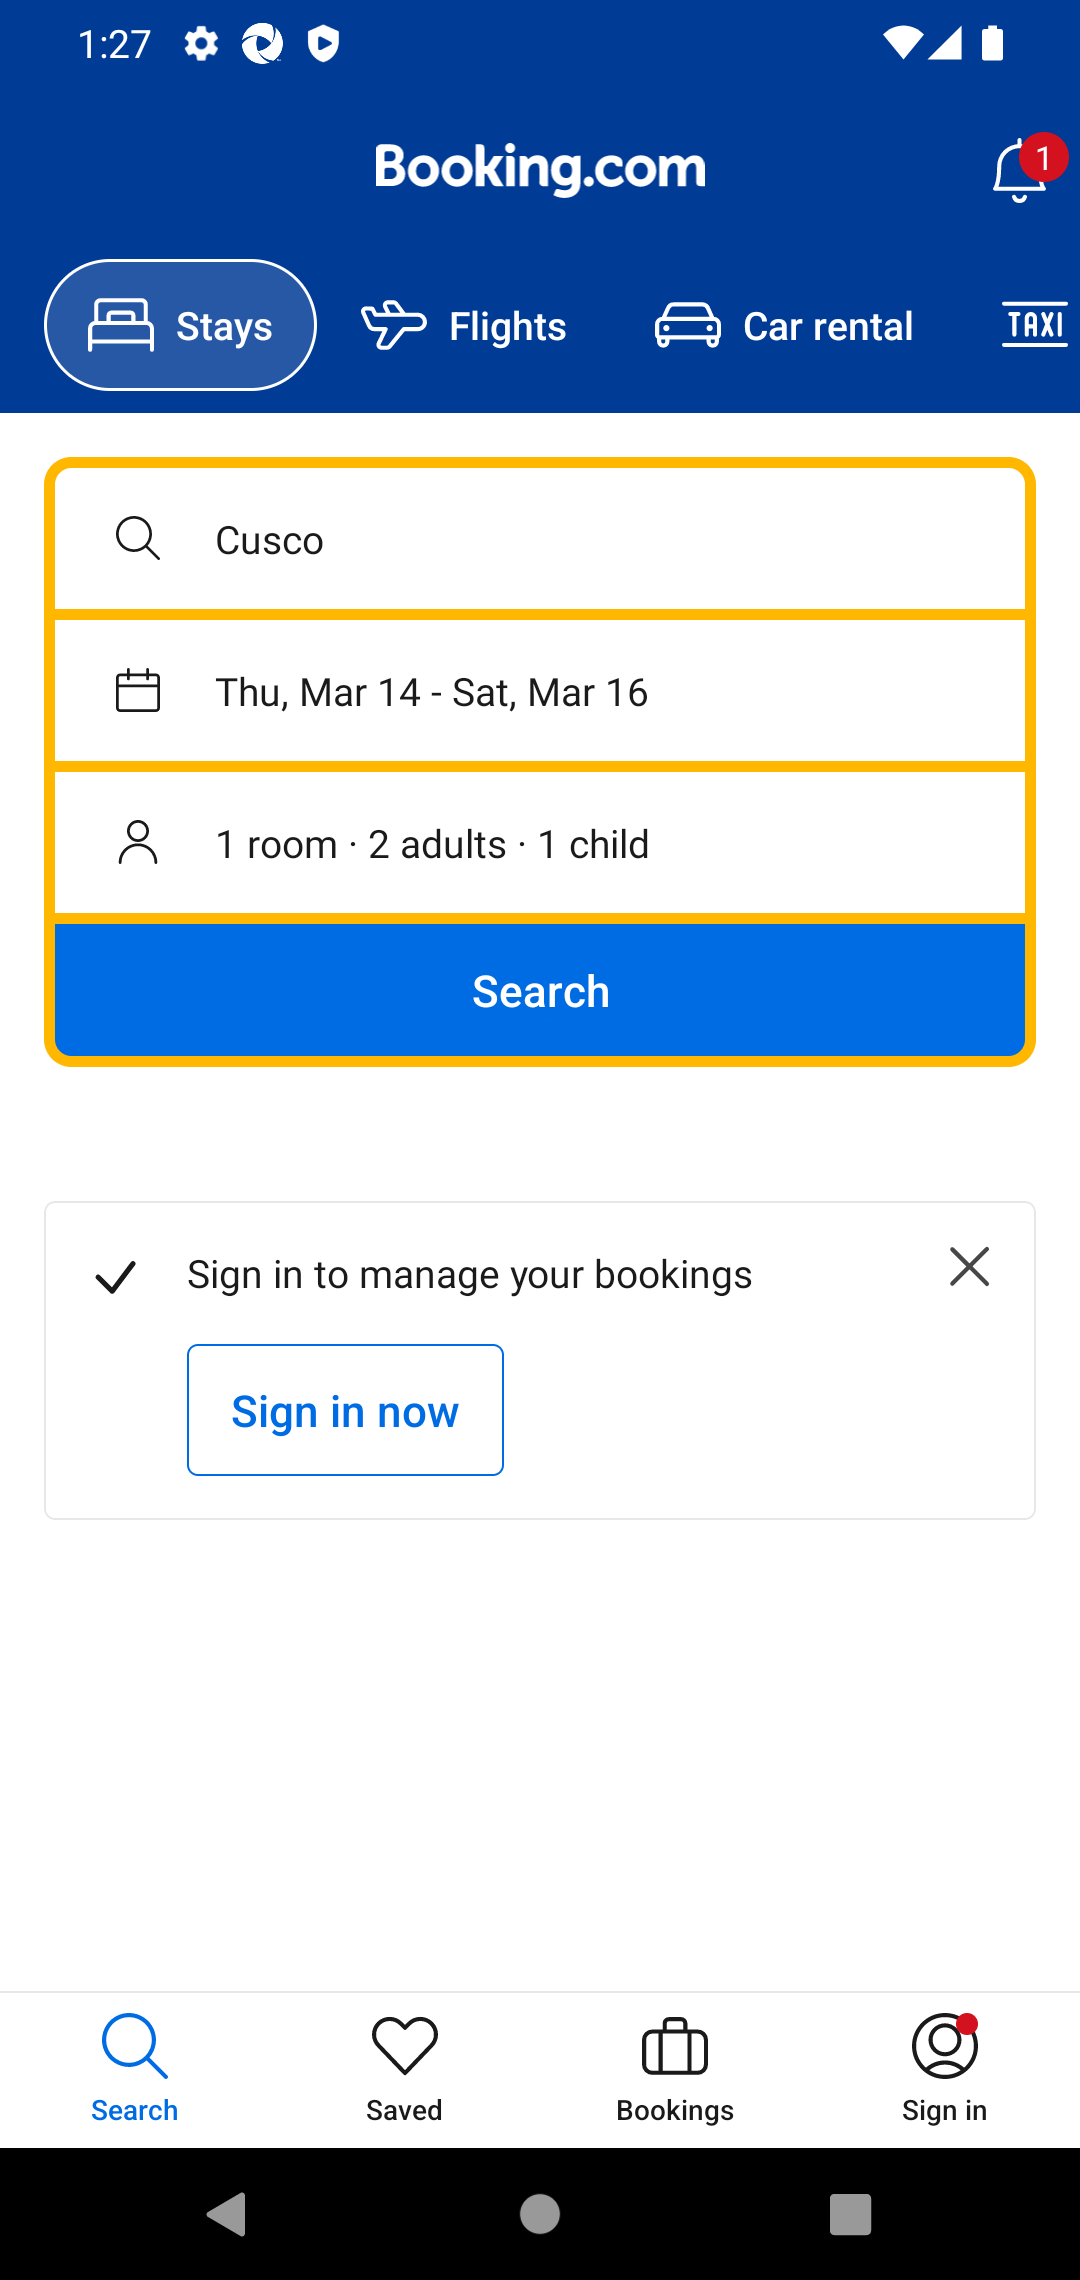 1:27
Booking.com
1
Stays
Flights
Car rental
TAXI
Cusco
Thu, Mar 14 - Sat, Mar 16
1 room · 2 adults · 1 child
Search
Sign in to manage your bookings
Sign in now
Search
Saved
Bookings
Sign in